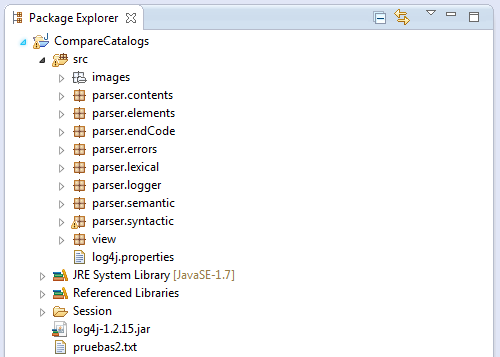 Package Explorer
CompareCatalogs
src
images
parser.contents
parser.elements
parser.endCode
parser.errors
parser.lexical
parser.logger
parser.semantic
parser.syntactic
view
log4j.properties
JRE System Library [JavaSE-1.7]
Referenced Libraries
Session
log4j-1.2.15.jar
pruebas2.txt